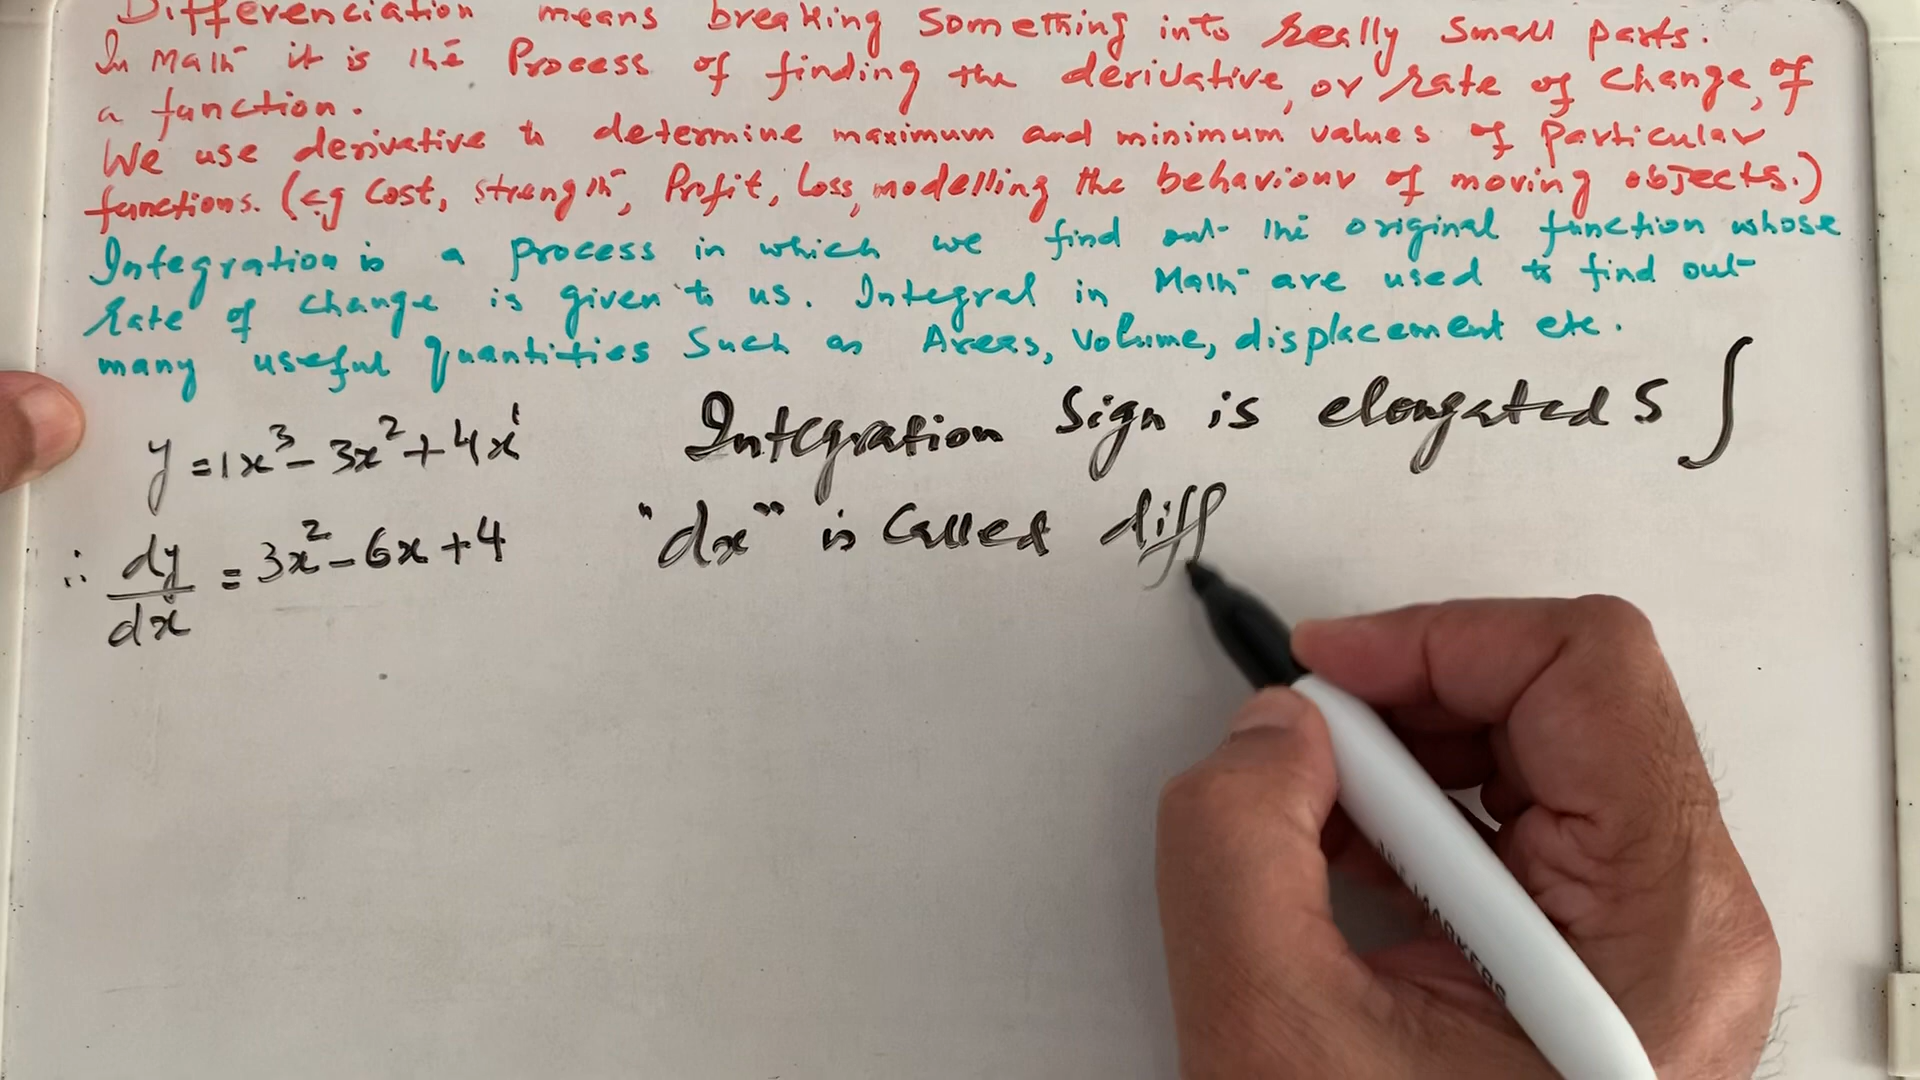 Differenciation means breaking something into really small parts.
In Math it is the Process of finding the derivative, or rate of change, of
a function.
We use derivative to determine maximum and minimum values of Particular
functions. (eg Cost, strength, Profit, Loss, modelling the behaviour of moving objects.)
Integration is a process in which we find out the original function whose
rate of change is given to us. Integral in Math are used to find out
many useful quantities such as Areas, Volume, displacement etc.
Integration Sign is elongated S ∫
y = 1x³ - 3x² + 4x¹
"dx" is Called diff
∴ dy/dx = 3x² - 6x + 4